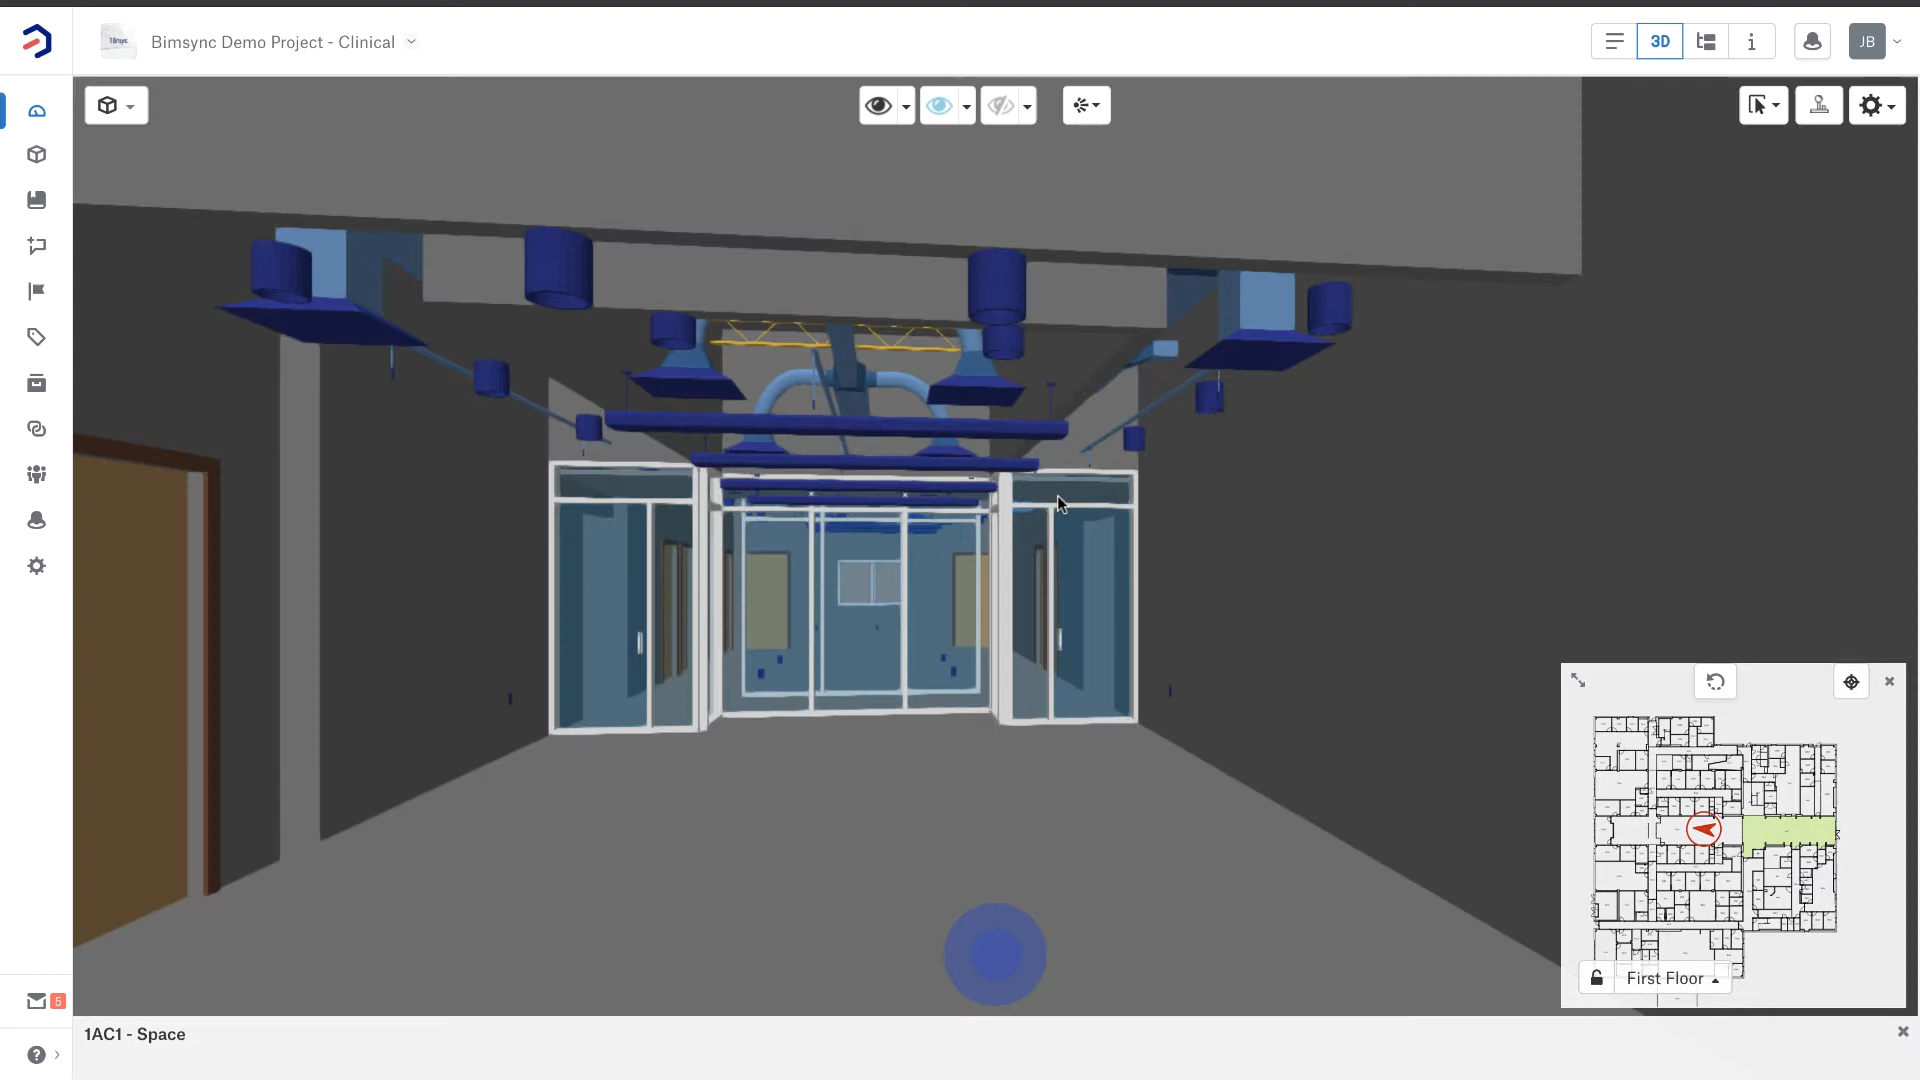 Bimsync Demo Project - Clinical
3D
i
JB
First Floor
5
?
1AC1 - Space